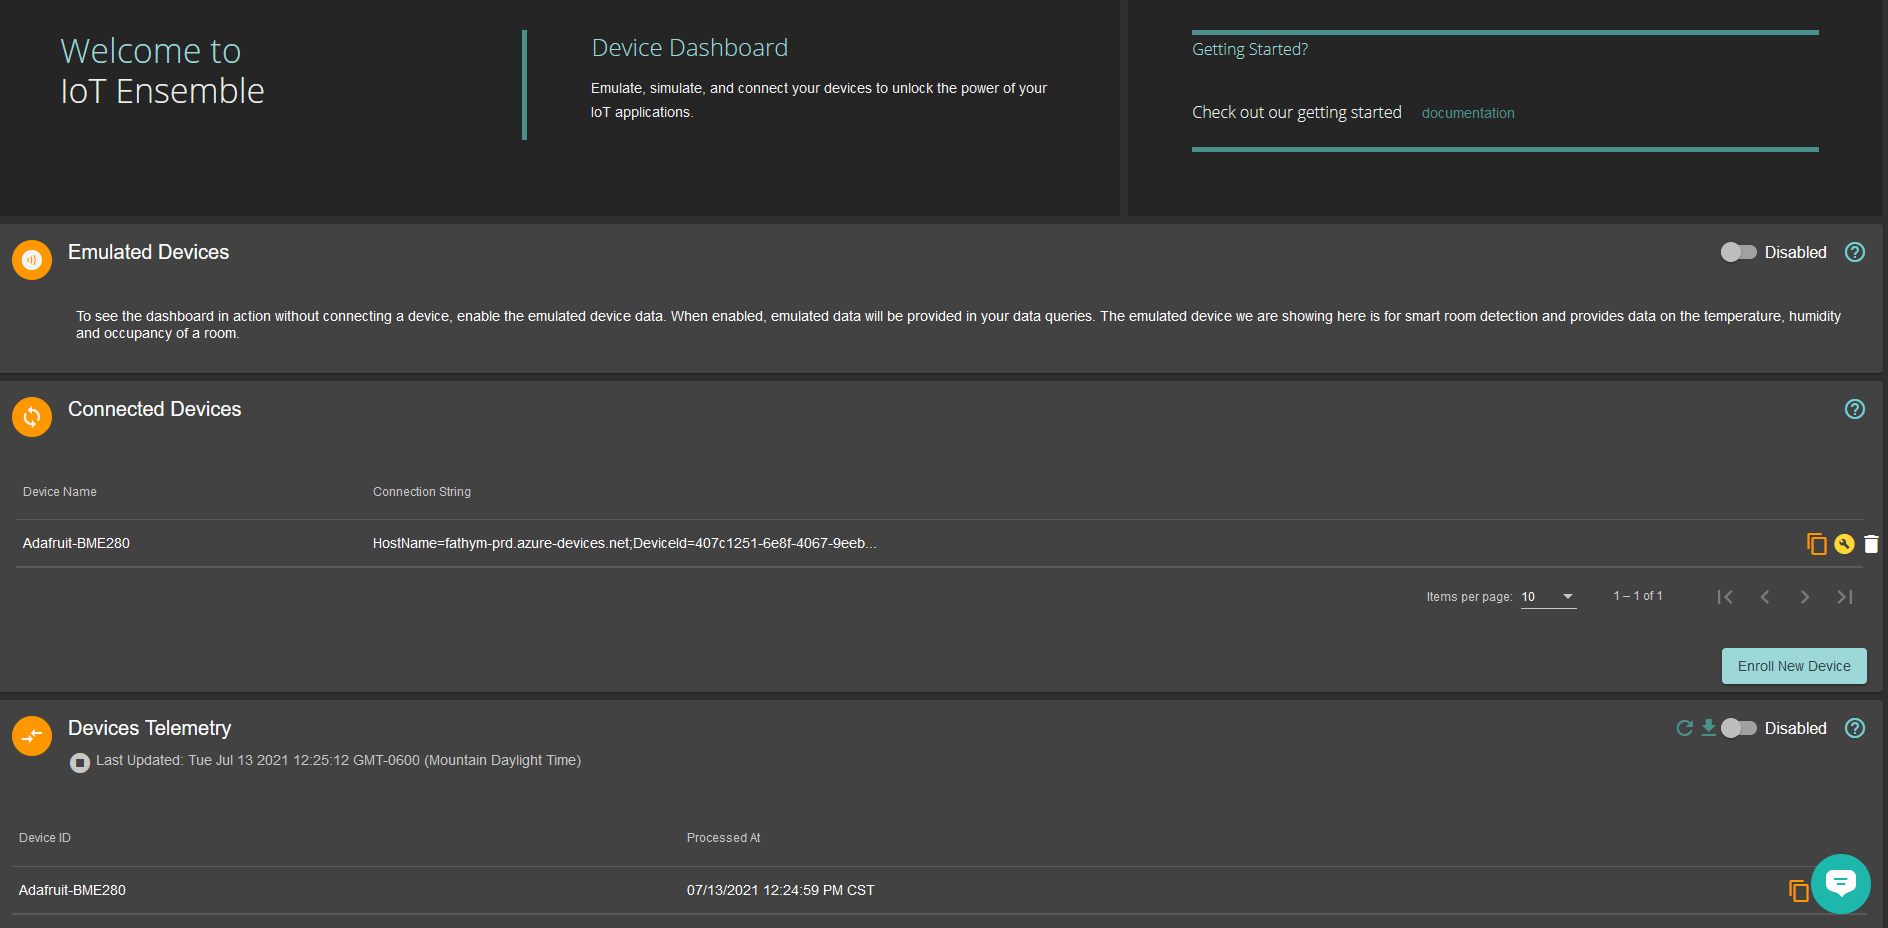 Welcome to
IoT Ensemble
Device Dashboard
Emulate, simulate, and connect your devices to unlock the power of your
IoT applications.
Getting Started?
Check out our getting started documentation
Emulated Devices
Disabled
To see the dashboard in action without connecting a device, enable the emulated device data. When enabled, emulated data will be provided in your data queries. The emulated device we are showing here is for smart room detection and provides data on the temperature, humidity
and occupancy of a room.
Connected Devices
Device Name Connection String
Adafruit-BME280 HostName=fathym-prd.azure-devices.net;DeviceId=407c1251-6e8f-4067-9eeb...
Items per page: 10 1 – 1 of 1
Enroll New Device
Devices Telemetry
Disabled
Last Updated: Tue Jul 13 2021 12:25:12 GMT-0600 (Mountain Daylight Time)
Device ID Processed At
Adafruit-BME280 07/13/2021 12:24:59 PM CST